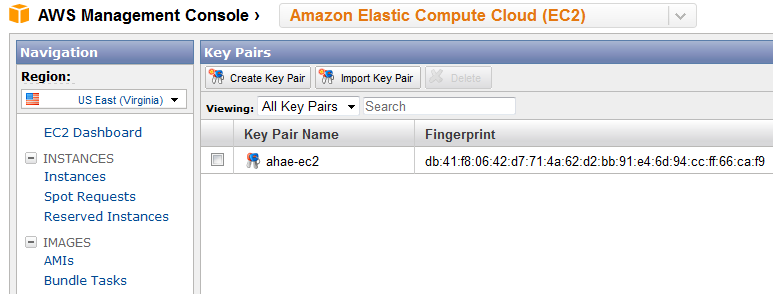 AWS Management Console › Amazon Elastic Compute Cloud (EC2)
Navigation
Region:
US East (Virginia)
EC2 Dashboard
INSTANCES
Instances
Spot Requests
Reserved Instances
IMAGES
AMIs
Bundle Tasks
Key Pairs
Create Key Pair Import Key Pair Delete
Viewing: All Key Pairs Search
Key Pair Name Fingerprint
ahae-ec2 db:41:f8:06:42:d7:71:4a:62:d2:bb:91:e4:6d:94:cc:ff:66:ca:f9